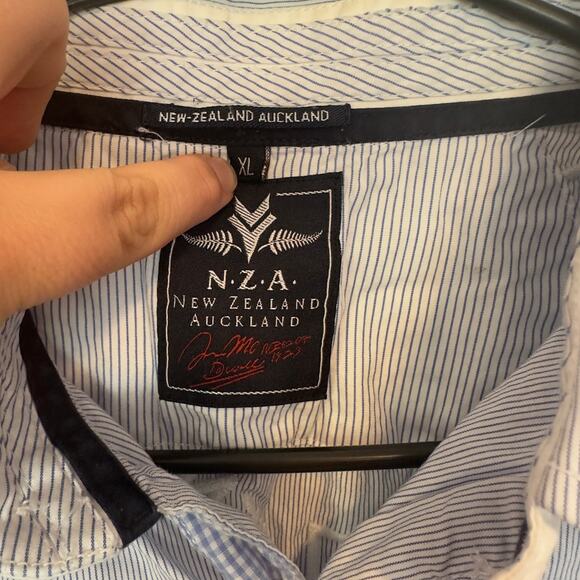 NEW-ZEALAND AUCKLAND
XL
N·Z·A·
NEW ZEALAND
AUCKLAND